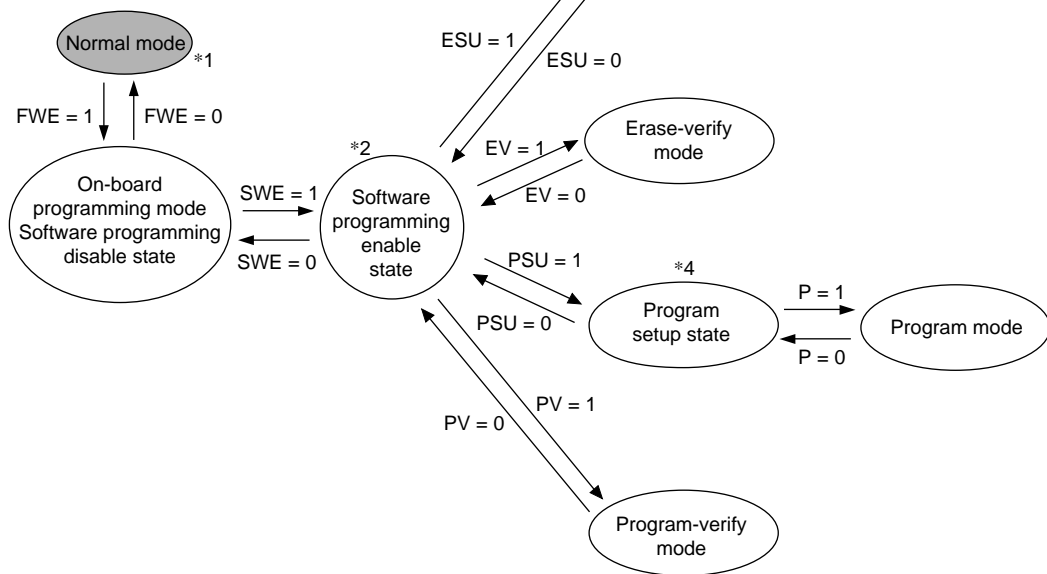 Normal mode
*1
FWE = 1
FWE = 0
On-board
programming mode
Software programming
disable state
SWE = 1
SWE = 0
*2
Software
programming
enable
state
ESU = 1
ESU = 0
EV = 1
EV = 0
Erase-verify
mode
PSU = 1
PSU = 0
*4
Program
setup state
P = 1
P = 0
Program mode
PV = 1
PV = 0
Program-verify
mode